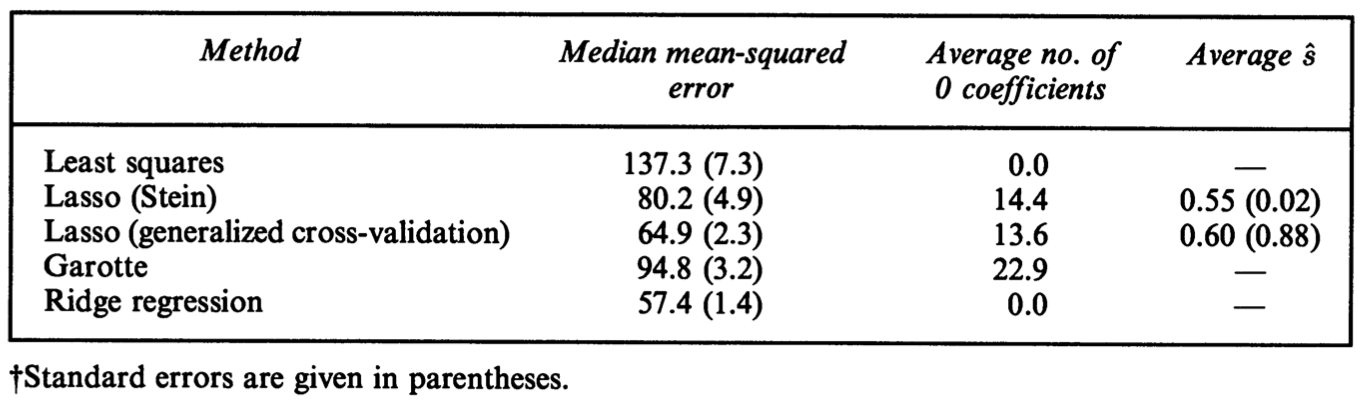 Method Median mean-squared error Average no. of 0 coefficients Average ŝ
Least squares 137.3 (7.3) 0.0 —
Lasso (Stein) 80.2 (4.9) 14.4 0.55 (0.02)
Lasso (generalized cross-validation) 64.9 (2.3) 13.6 0.60 (0.88)
Garotte 94.8 (3.2) 22.9 —
Ridge regression 57.4 (1.4) 0.0 —
†Standard errors are given in parentheses.